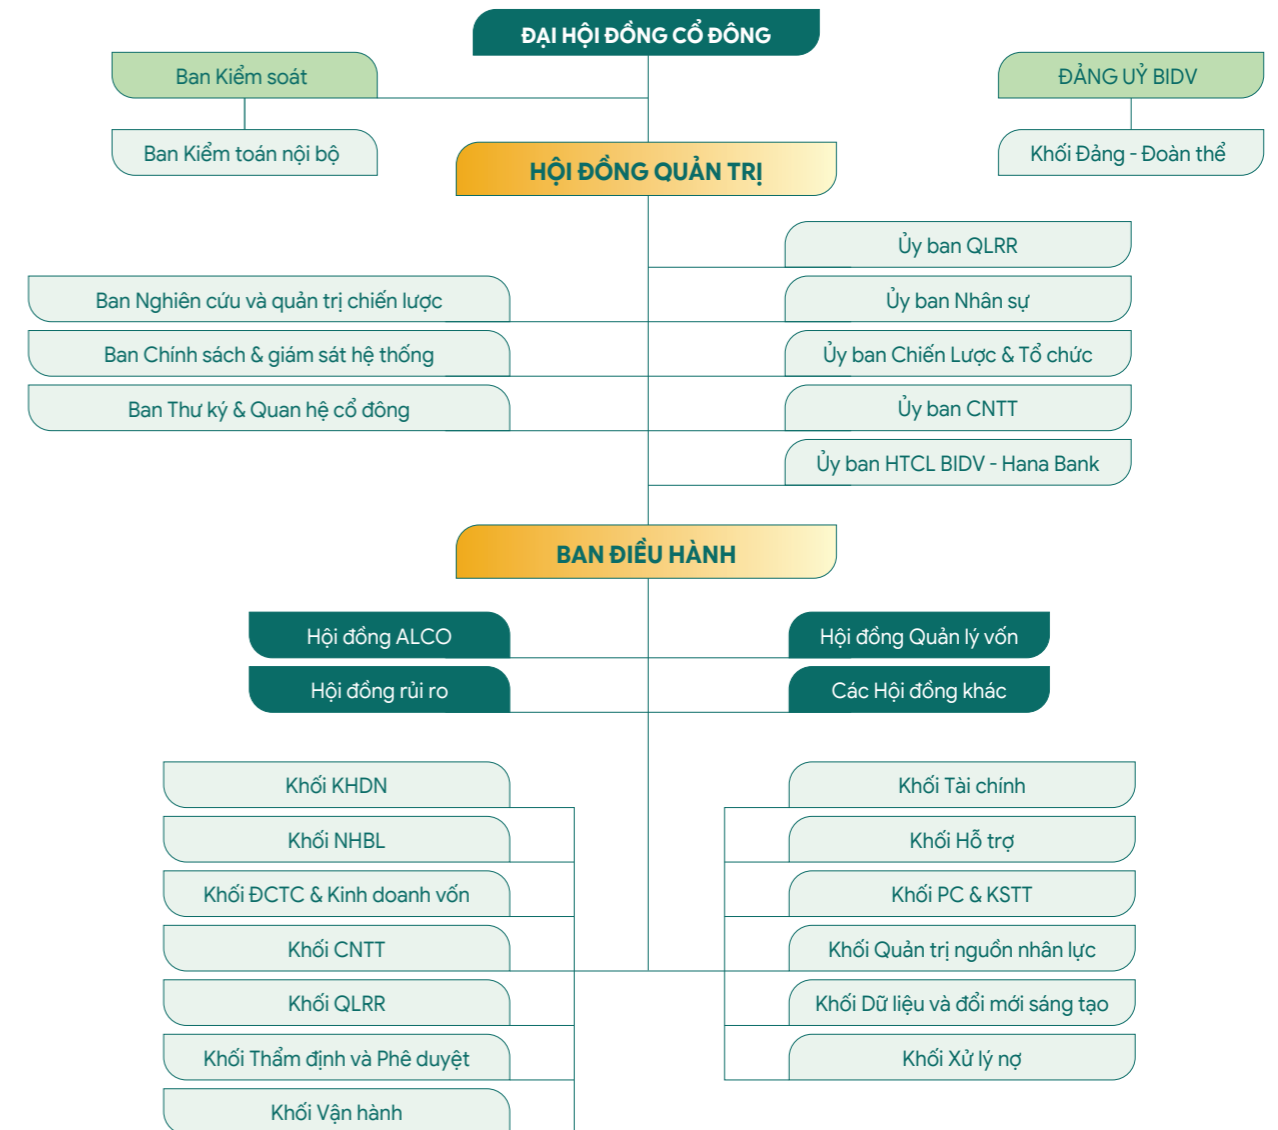 ĐẠI HỘI ĐỒNG CỔ ĐÔNG
Ban Kiểm soát
ĐẢNG UỶ BIDV
Ban Kiểm toán nội bộ
Khối Đảng - Đoàn thể
HỘI ĐỒNG QUẢN TRỊ
Ủy ban QLRR
Ban Nghiên cứu và quản trị chiến lược
Ủy ban Nhân sự
Ban Chính sách & giám sát hệ thống
Ủy ban Chiến Lược & Tổ chức
Ban Thư ký & Quan hệ cổ đông
Ủy ban CNTT
Ủy ban HTCL BIDV - Hana Bank
BAN ĐIỀU HÀNH
Hội đồng ALCO
Hội đồng Quản lý vốn
Hội đồng rủi ro
Các Hội đồng khác
Khối KHDN
Khối Tài chính
Khối NHBL
Khối Hỗ trợ
Khối ĐCTC & Kinh doanh vốn
Khối PC & KSTT
Khối CNTT
Khối Quản trị nguồn nhân lực
Khối QLRR
Khối Dữ liệu và đổi mới sáng tạo
Khối Thẩm định và Phê duyệt
Khối Xử lý nợ
Khối Vận hành